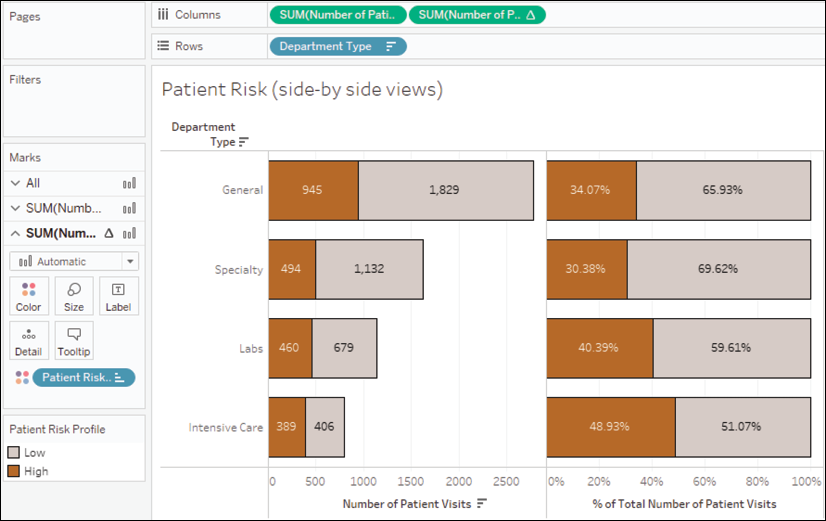 Pages
Columns
SUM(Number of Pati..
SUM(Number of P.. Δ
Rows
Department Type
Filters
Marks
All
SUM(Numb...
SUM(Num... Δ
Automatic
Color
Size
Label
Detail
Tooltip
Patient Risk..
Patient Risk Profile
Low
High
Patient Risk (side-by side views)
Department
Type
General
945
1,829
34.07%
65.93%
Specialty
494
1,132
30.38%
69.62%
Labs
460
679
40.39%
59.61%
Intensive Care
389
406
48.93%
51.07%
0 500 1000 1500 2000 2500
0% 20% 40% 60% 80% 100%
Number of Patient Visits
% of Total Number of Patient Visits